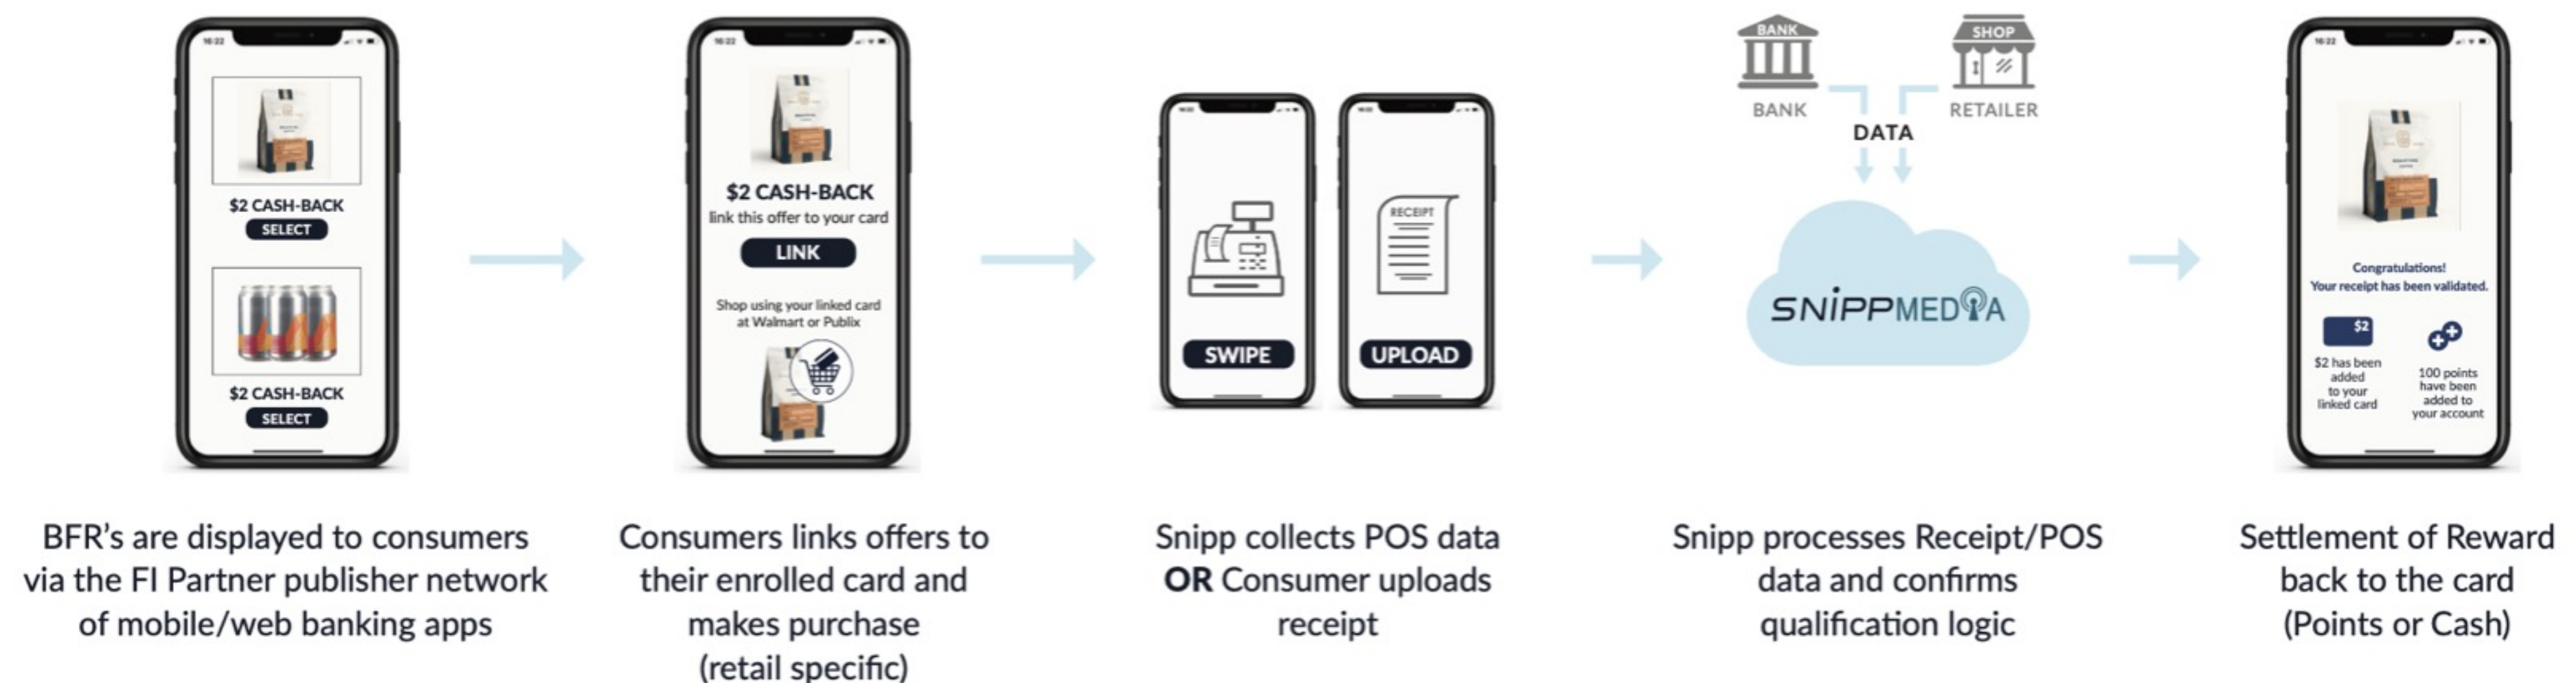 16:22
$2 CASH-BACK
SELECT
$2 CASH-BACK
SELECT
BFR's are displayed to consumers
via the FI Partner publisher network
of mobile/web banking apps
16:22
$2 CASH-BACK
link this offer to your card
LINK
Shop using your linked card
at Walmart or Publix
Consumers links offers to
their enrolled card and
makes purchase
(retail specific)
SWIPE
RECEIPT
UPLOAD
Snipp collects POS data
OR Consumer uploads
receipt
BANK
BANK
SHOP
RETAILER
DATA
SNiPPMEDIA
Snipp processes Receipt/POS
data and confirms
qualification logic
16:22
Congratulations!
Your receipt has been validated.
$2
$2 has been
added
to your
linked card
100 points
have been
added to
your account
Settlement of Reward
back to the card
(Points or Cash)